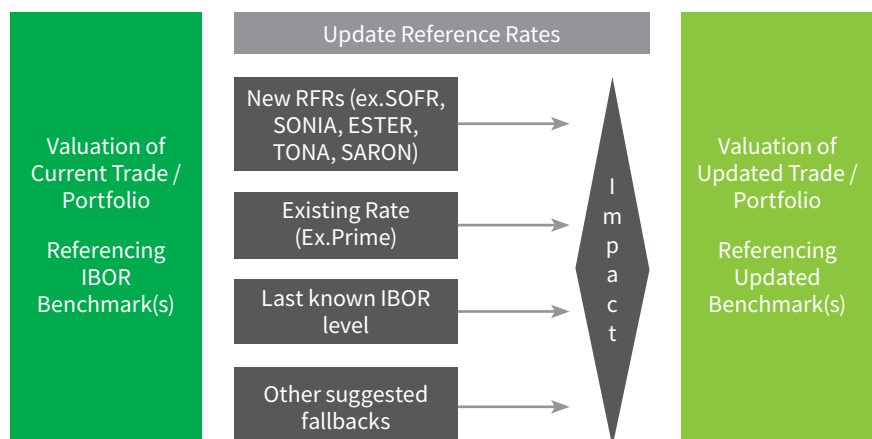 Update Reference Rates
Valuation of
Current Trade /
Portfolio
Referencing
IBOR
Benchmark(s)
New RFRs (ex.SOFR,
SONIA, ESTER,
TONA, SARON)
Existing Rate
(Ex.Prime)
Last known IBOR
level
Other suggested
fallbacks
I
m
p
a
c
t
Valuation of
Updated Trade /
Portfolio
Referencing
Updated
Benchmark(s)